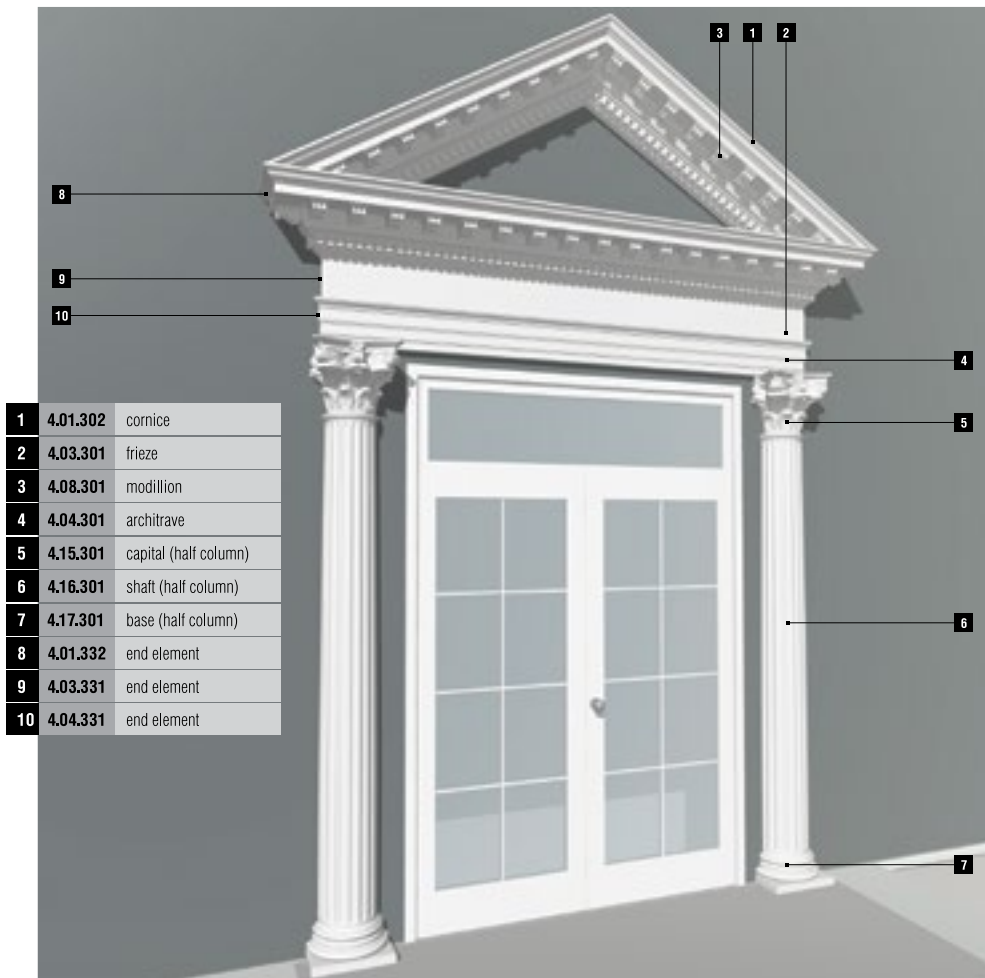 3 1 2
8
9
10
4
1 4.01.302 cornice
2 4.03.301 frieze
3 4.08.301 modillion
4 4.04.301 architrave
5 4.15.301 capital (half column)
6 4.16.301 shaft (half column)
7 4.17.301 base (half column)
8 4.01.332 end element
9 4.03.331 end element
10 4.04.331 end element
5
6
7